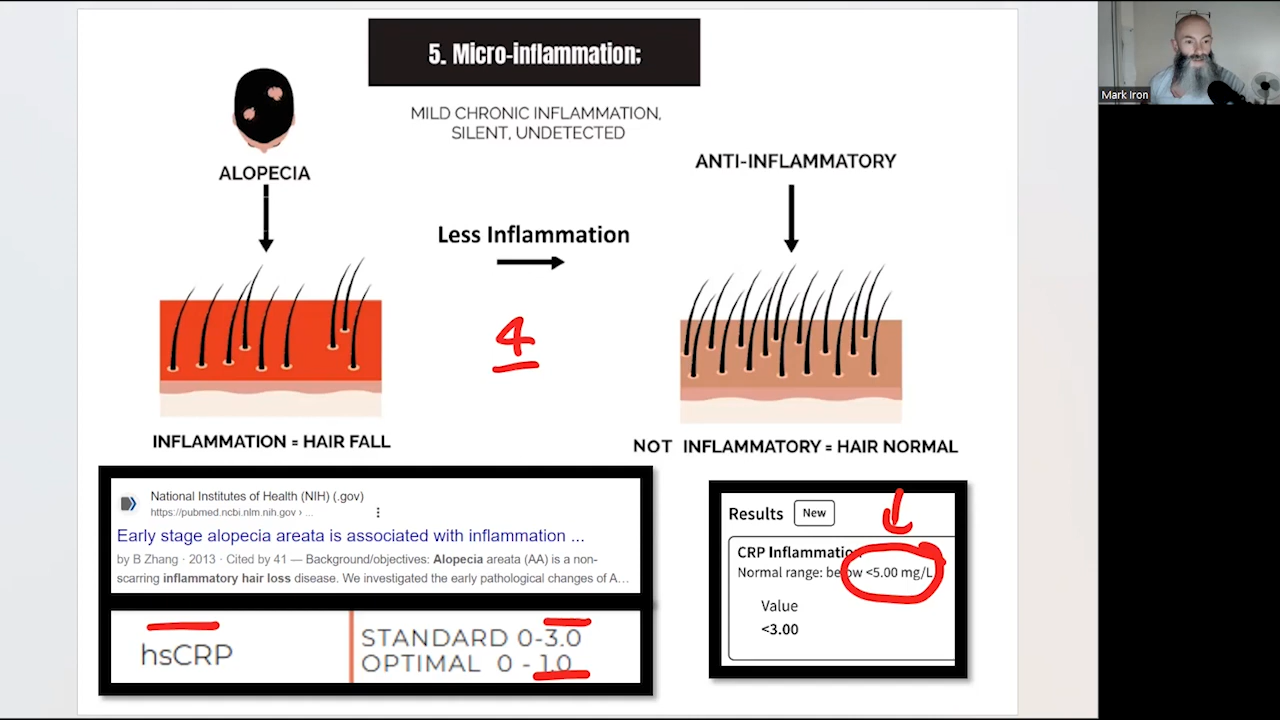 5. Micro-inflammation;
MILD CHRONIC INFLAMMATION,
SILENT, UNDETECTED
ALOPECIA
ANTI-INFLAMMATORY
Less Inflammation
4
INFLAMMATION = HAIR FALL
NOT INFLAMMATORY = HAIR NORMAL
National Institutes of Health (NIH) (.gov)
https://pubmed.ncbi.nlm.nih.gov › ...
Early stage alopecia areata is associated with inflammation ...
by B Zhang · 2013 · Cited by 41 — Background/objectives: Alopecia areata (AA) is a non-
scarring inflammatory hair loss disease. We investigated the early pathological changes of A...
hsCRP
STANDARD 0-3.0
OPTIMAL 0 - 1.0
Results New
CRP Inflammation
Normal range: below <5.00 mg/L
Value
<3.00
Mark Iron